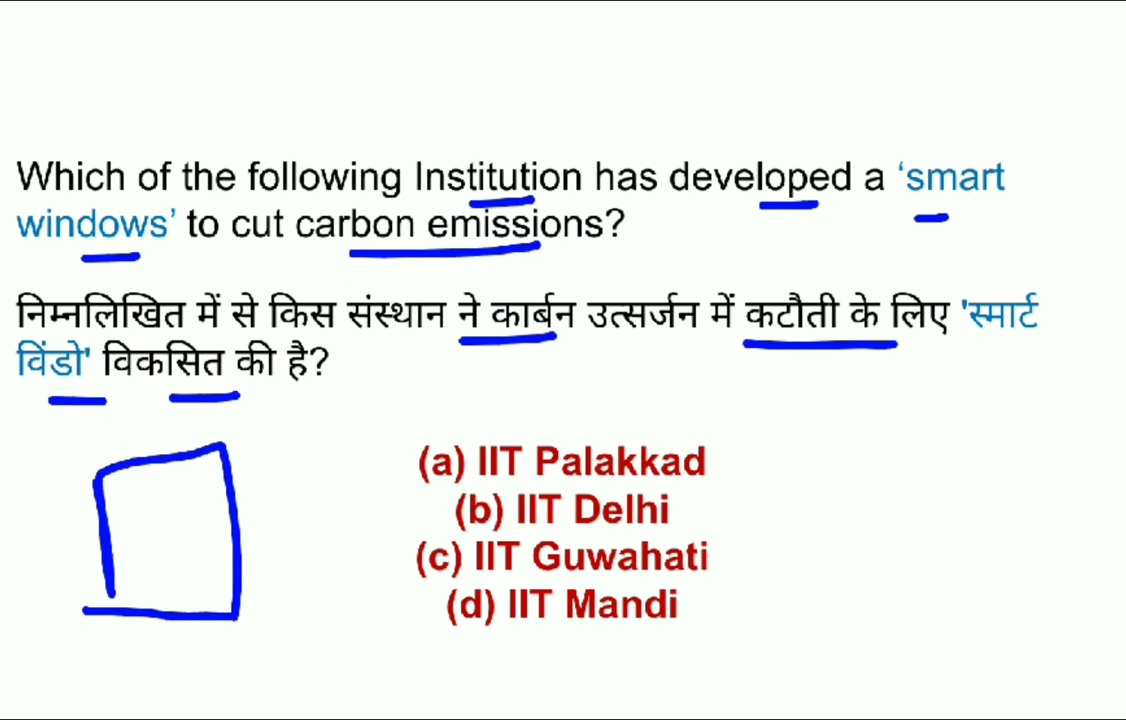 Which of the following Institution has developed a ‘smart
windows’ to cut carbon emissions?
निम्नलिखित में से किस संस्थान ने कार्बन उत्सर्जन में कटौती के लिए 'स्मार्ट
विंडो' विकसित की है?
(a) IIT Palakkad
(b) IIT Delhi
(c) IIT Guwahati
(d) IIT Mandi